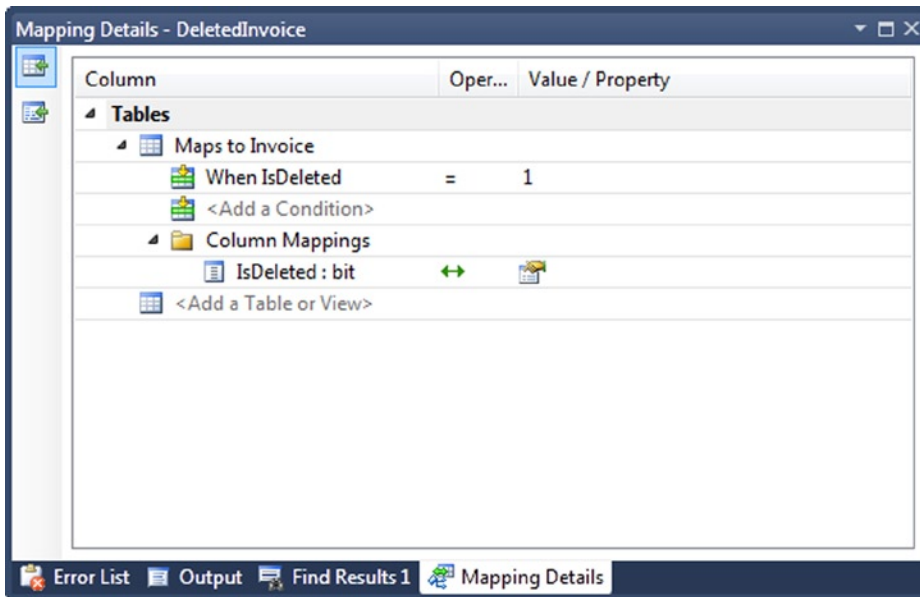 Mapping Details - DeletedInvoice
Column Oper... Value / Property
Tables
Maps to Invoice
When IsDeleted = 1
<Add a Condition>
Column Mappings
IsDeleted : bit
<Add a Table or View>
Error List Output Find Results 1 Mapping Details